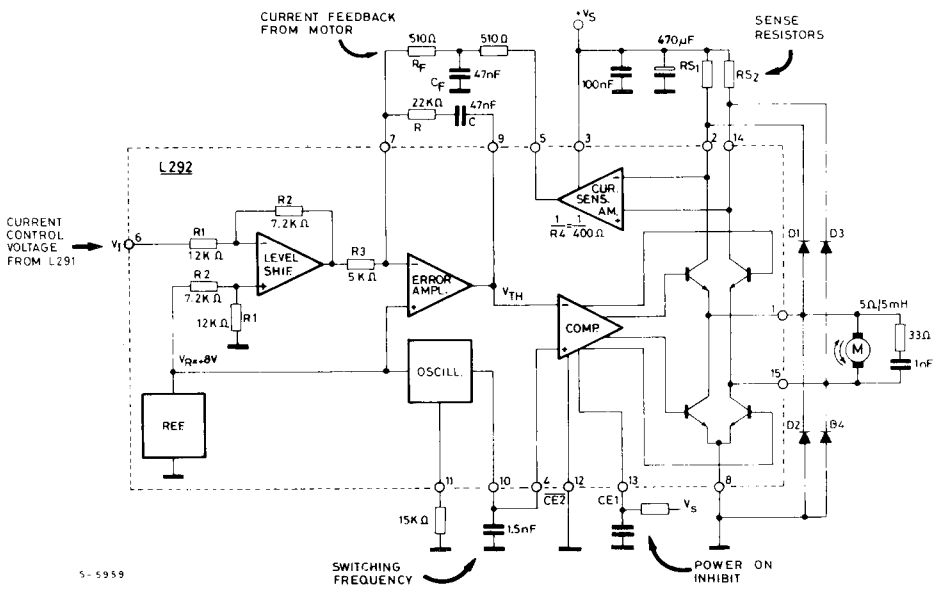 CURRENT FEEDBACK
FROM MOTOR
+VS
SENSE
RESISTORS
510Ω
510Ω
RF
CF
47nF
470µF
100nF
RS1
RS2
22KΩ
R
47nF
C
7
9
5
3
2
14
L292
CURRENT
CONTROL
VOLTAGE
FROM L291
VI
6
R1
12KΩ
R2
7.2KΩ
-
+
LEVEL
SHIF.
R2
7.2KΩ
12KΩ
R1
R3
5KΩ
-
+
ERROR
AMPL.
VTH
-
+
CUR.
SENS.
AM.
1/R4 = 1/400Ω
-
+
COMP.
D1
D3
1
5Ω/5mH
M
33Ω
1nF
15
VR=+8V
REF
OSCILL.
D2
D4
11
10
4
CE2
12
CE1
13
8
15KΩ
1.5nF
VS
SWITCHING
FREQUENCY
POWER ON
INHIBIT
S-5959